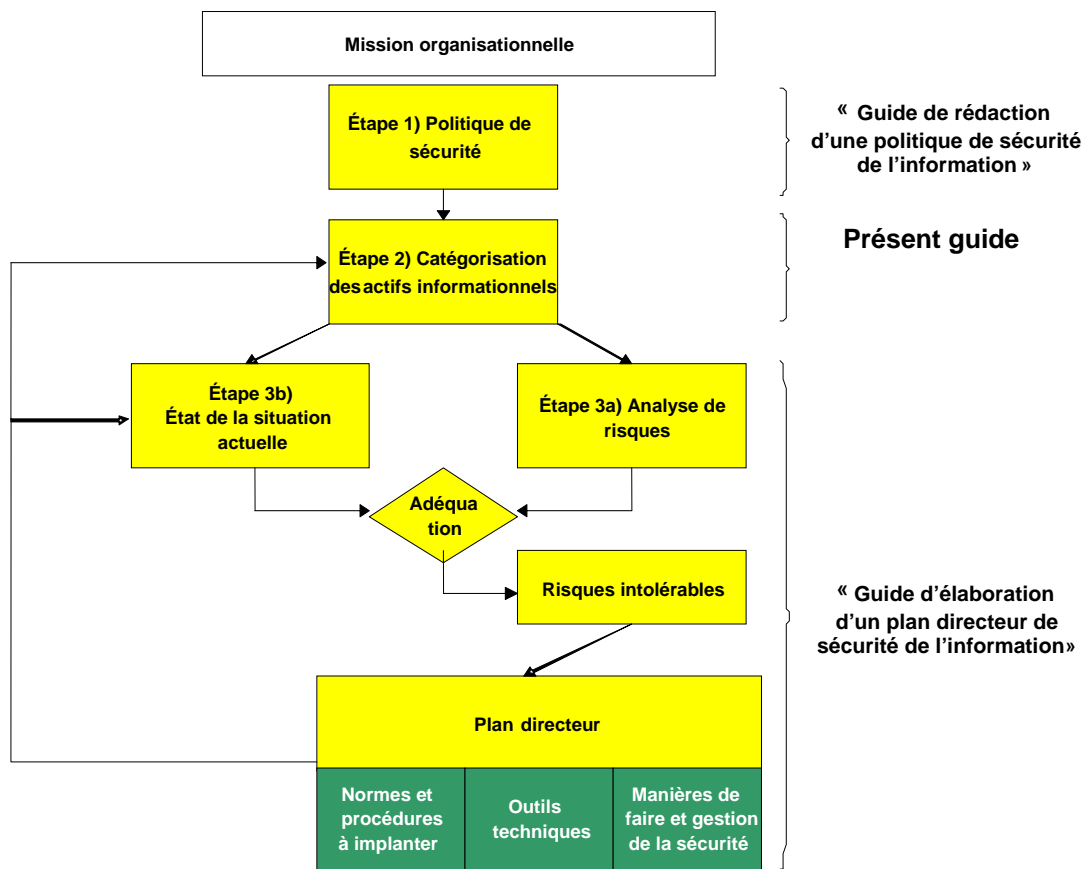 Mission organisationnelle
Étape 1) Politique de
sécurité
« Guide de rédaction
d'une politique de sécurité
de l'information »
Étape 2) Catégorisation
des actifs informationnels
Présent guide
Étape 3b)
État de la situation
actuelle
Étape 3a) Analyse de
risques
Adéqua
tion
Risques intolérables
« Guide d'élaboration
d'un plan directeur de
sécurité de l'information»
Plan directeur
Normes et
procédures
à implanter
Outils
techniques
Manières de
faire et gestion
de la sécurité